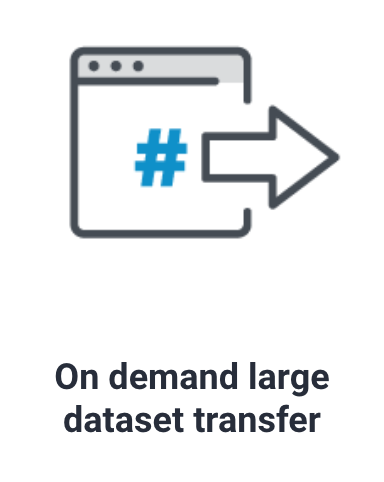 #
On demand large
dataset transfer